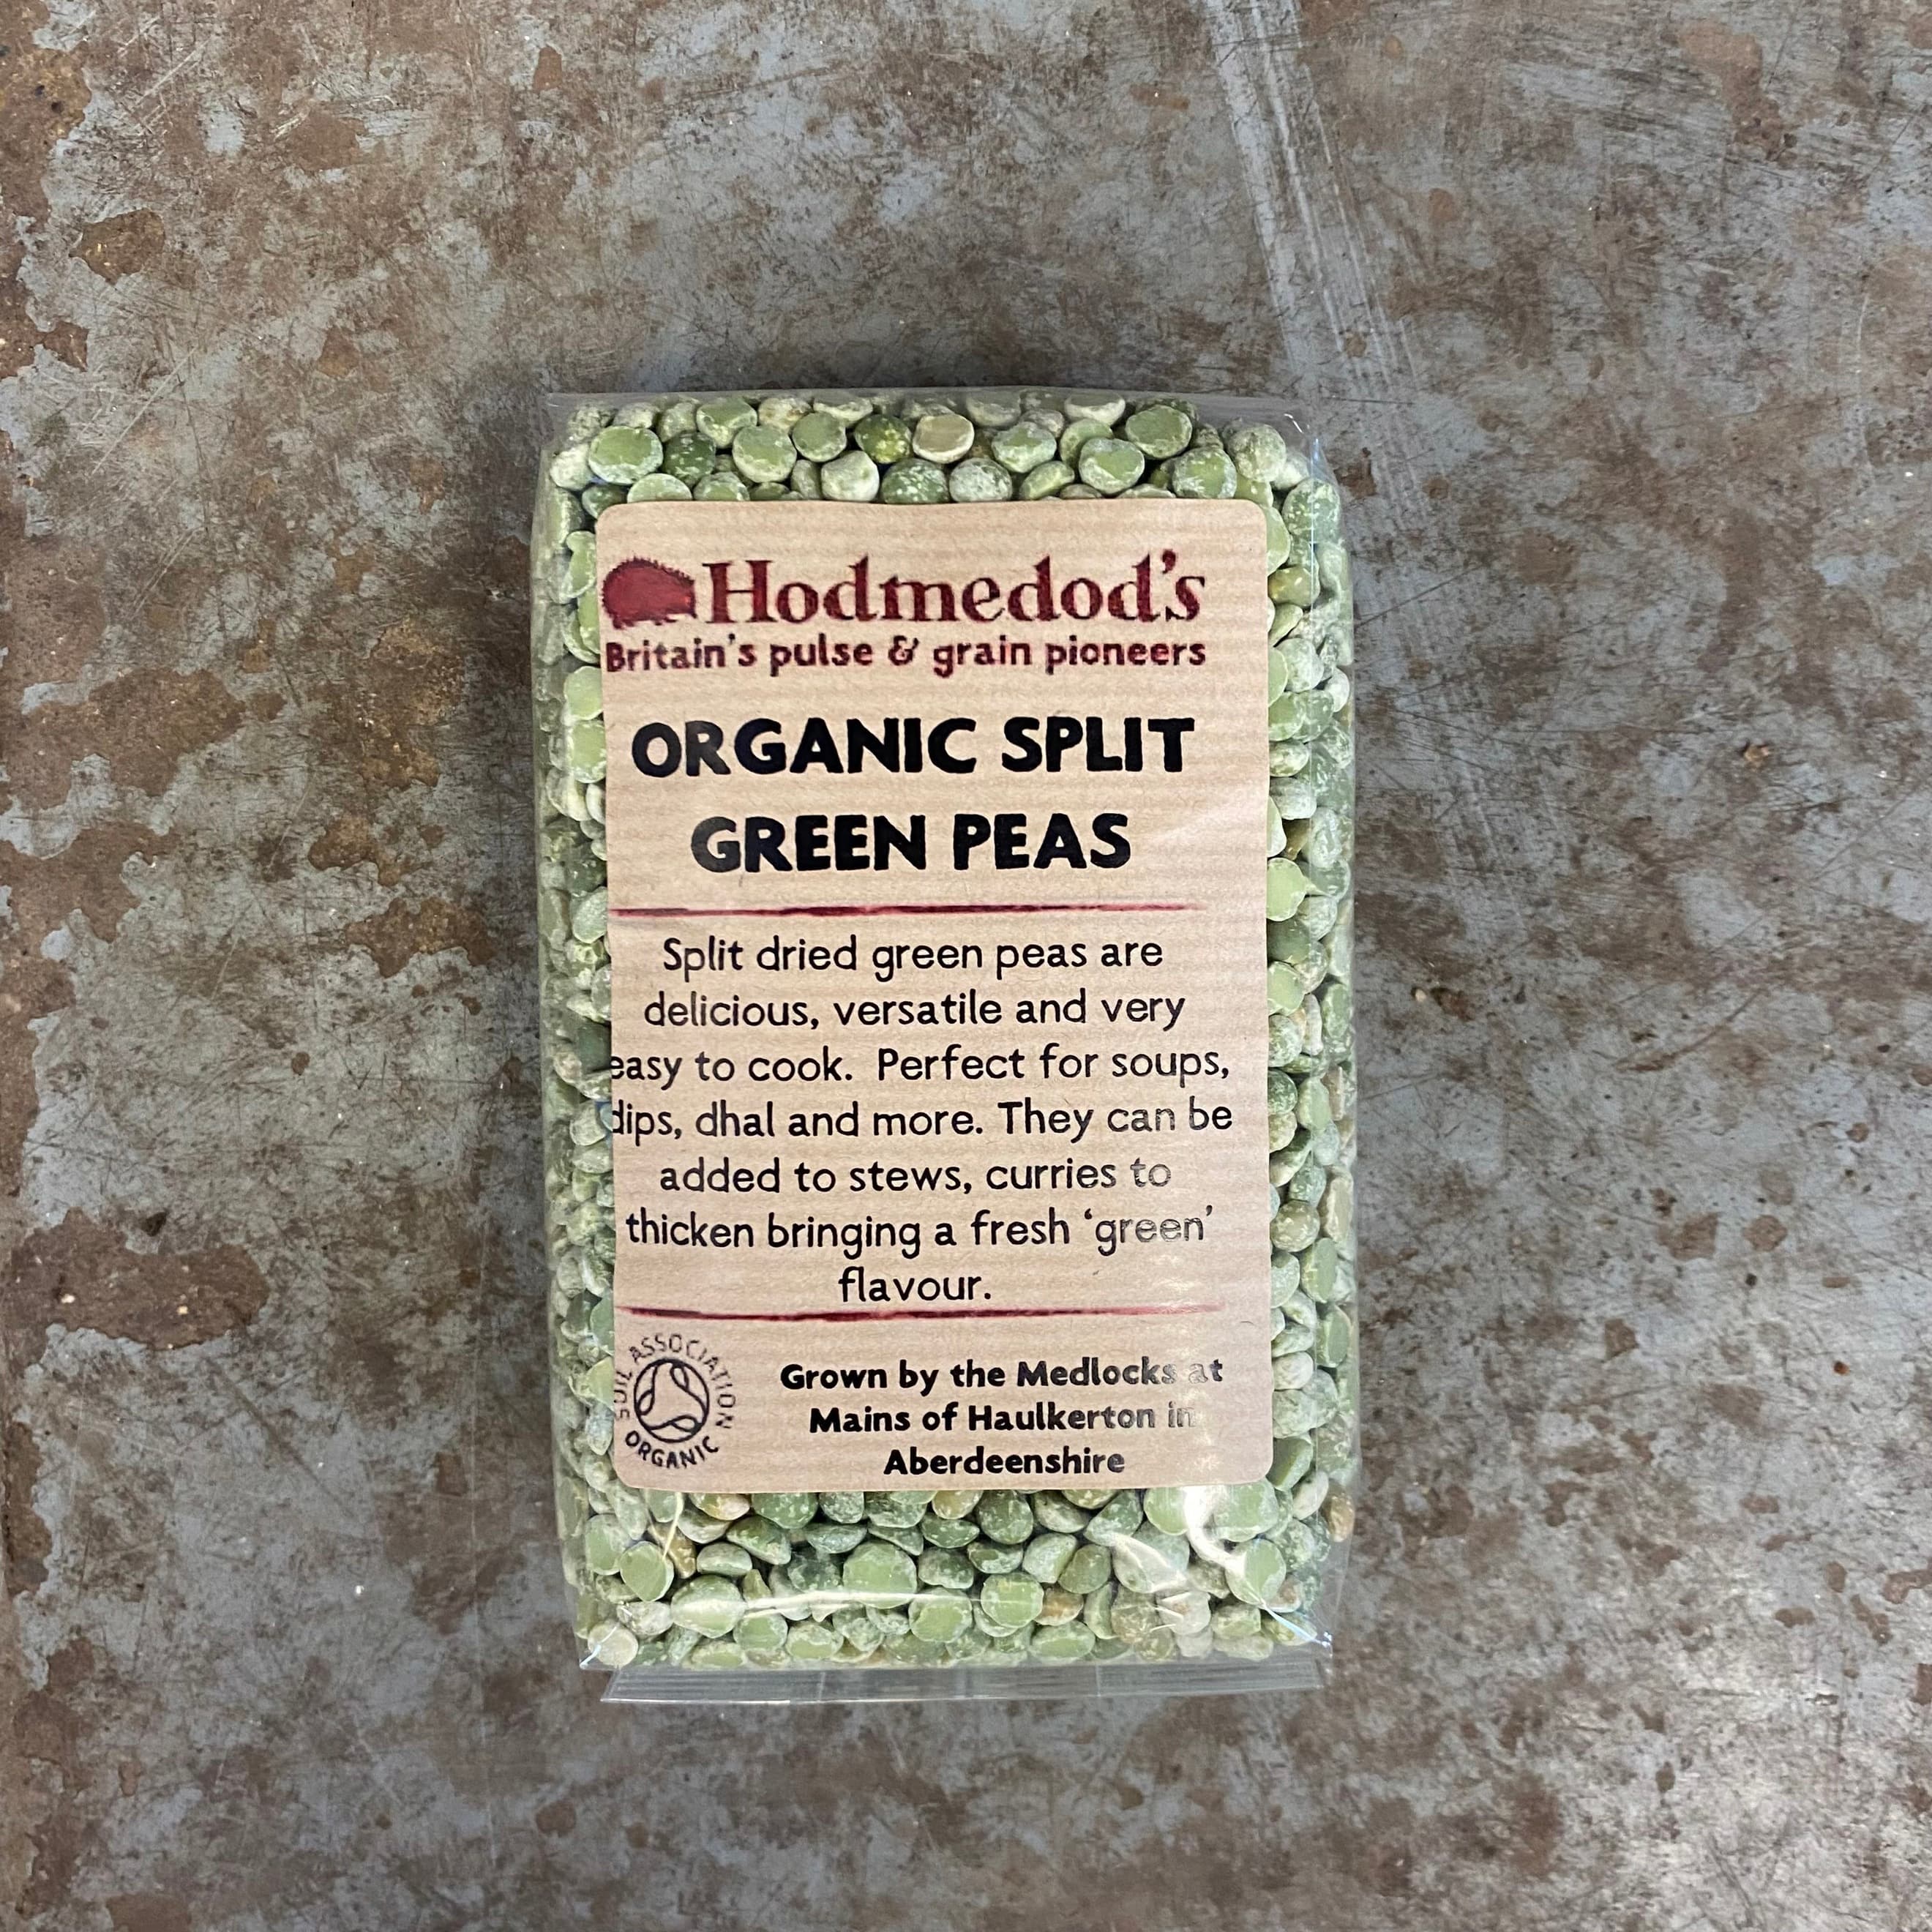 Hodmedod's
Britain's pulse & grain pioneers
ORGANIC SPLIT
GREEN PEAS
Split dried green peas are
delicious, versatile and very
easy to cook. Perfect for soups,
dips, dhal and more. They can be
added to stews, curries to
thicken bringing a fresh ‘green’
flavour.
SOIL ASSOCIATION
ORGANIC
Grown by the Medlocks at
Mains of Haulkerton in
Aberdeenshire